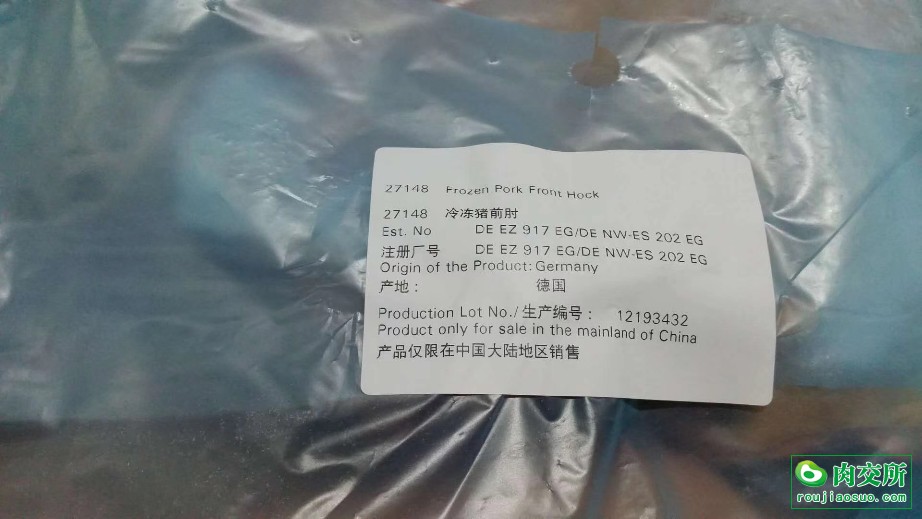 27148 Frozen Pork Front Hock
27148 冷冻猪前肘
Est. No DE EZ 917 EG/DE NW-ES 202 EG
注册厂号 DE EZ 917 EG/DE NW-ES 202 EG
Origin of the Product: Germany
产地: 德国
Production Lot No./生产编号: 12193432
Product only for sale in the mainland of China
产品仅限在中国大陆地区销售
肉交所
roujiaosuo.com